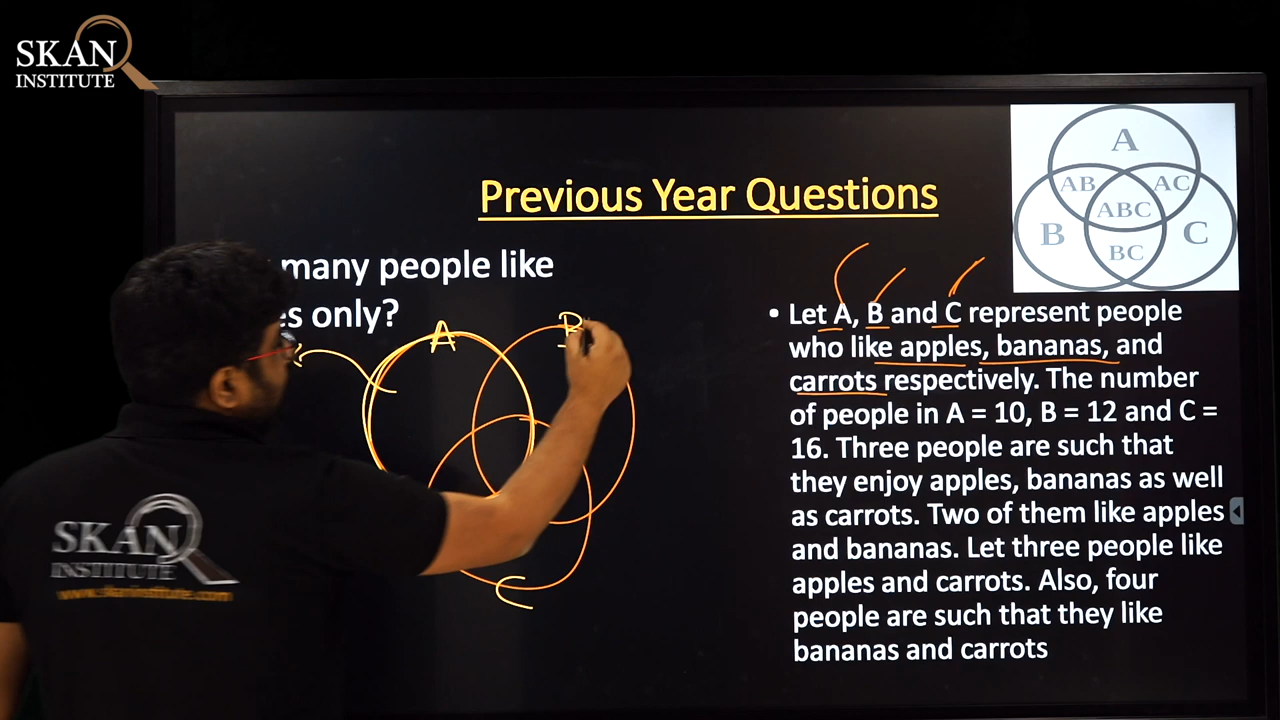 SKAN
INSTITUTE
Previous Year Questions
many people like
only?
A
B
C
A
AB
AC
ABC
B
C
BC
• Let A, B and C represent people
who like apples, bananas, and
carrots respectively. The number
of people in A = 10, B = 12 and C =
16. Three people are such that
they enjoy apples, bananas as well
as carrots. Two of them like apples
and bananas. Let three people like
apples and carrots. Also, four
people are such that they like
bananas and carrots
SKAN
INSTITUTE
www.skaninstitute.com